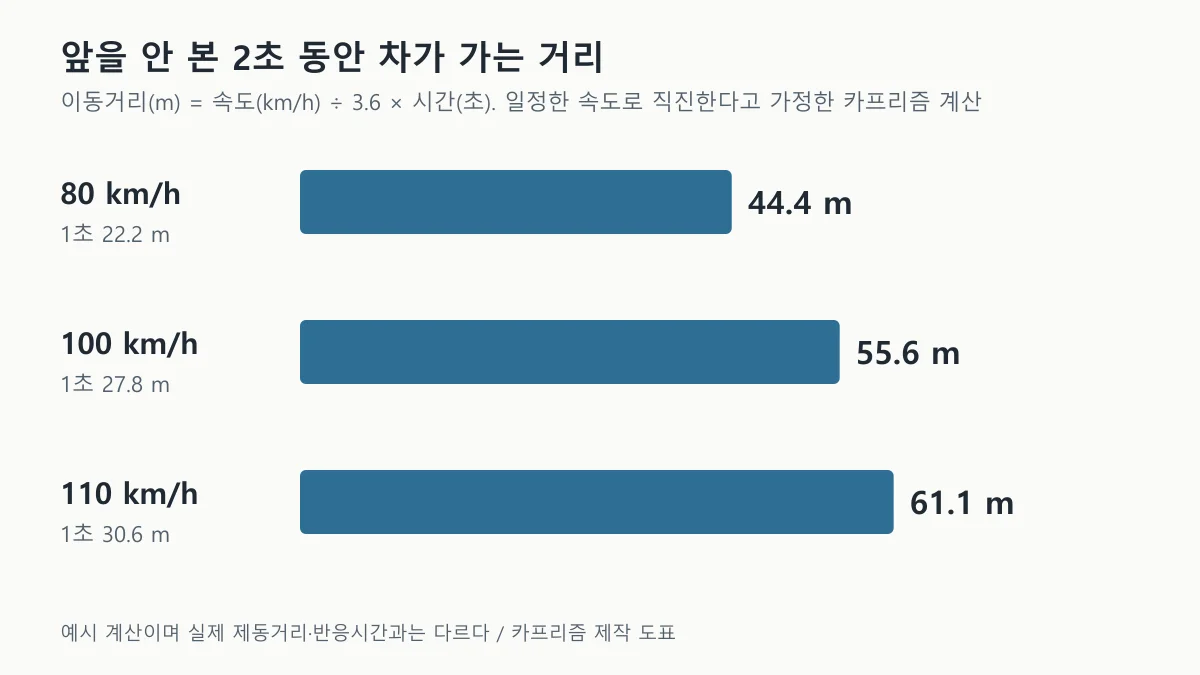 앞을 안 본 2초 동안 차가 가는 거리
이동거리(m) = 속도(km/h) ÷ 3.6 × 시간(초). 일정한 속도로 직진한다고 가정한 카프리즘 계산
80 km/h
1초 22.2 m
44.4 m
100 km/h
1초 27.8 m
55.6 m
110 km/h
1초 30.6 m
61.1 m
예시 계산이며 실제 제동거리·반응시간과는 다르다 / 카프리즘 제작 도표